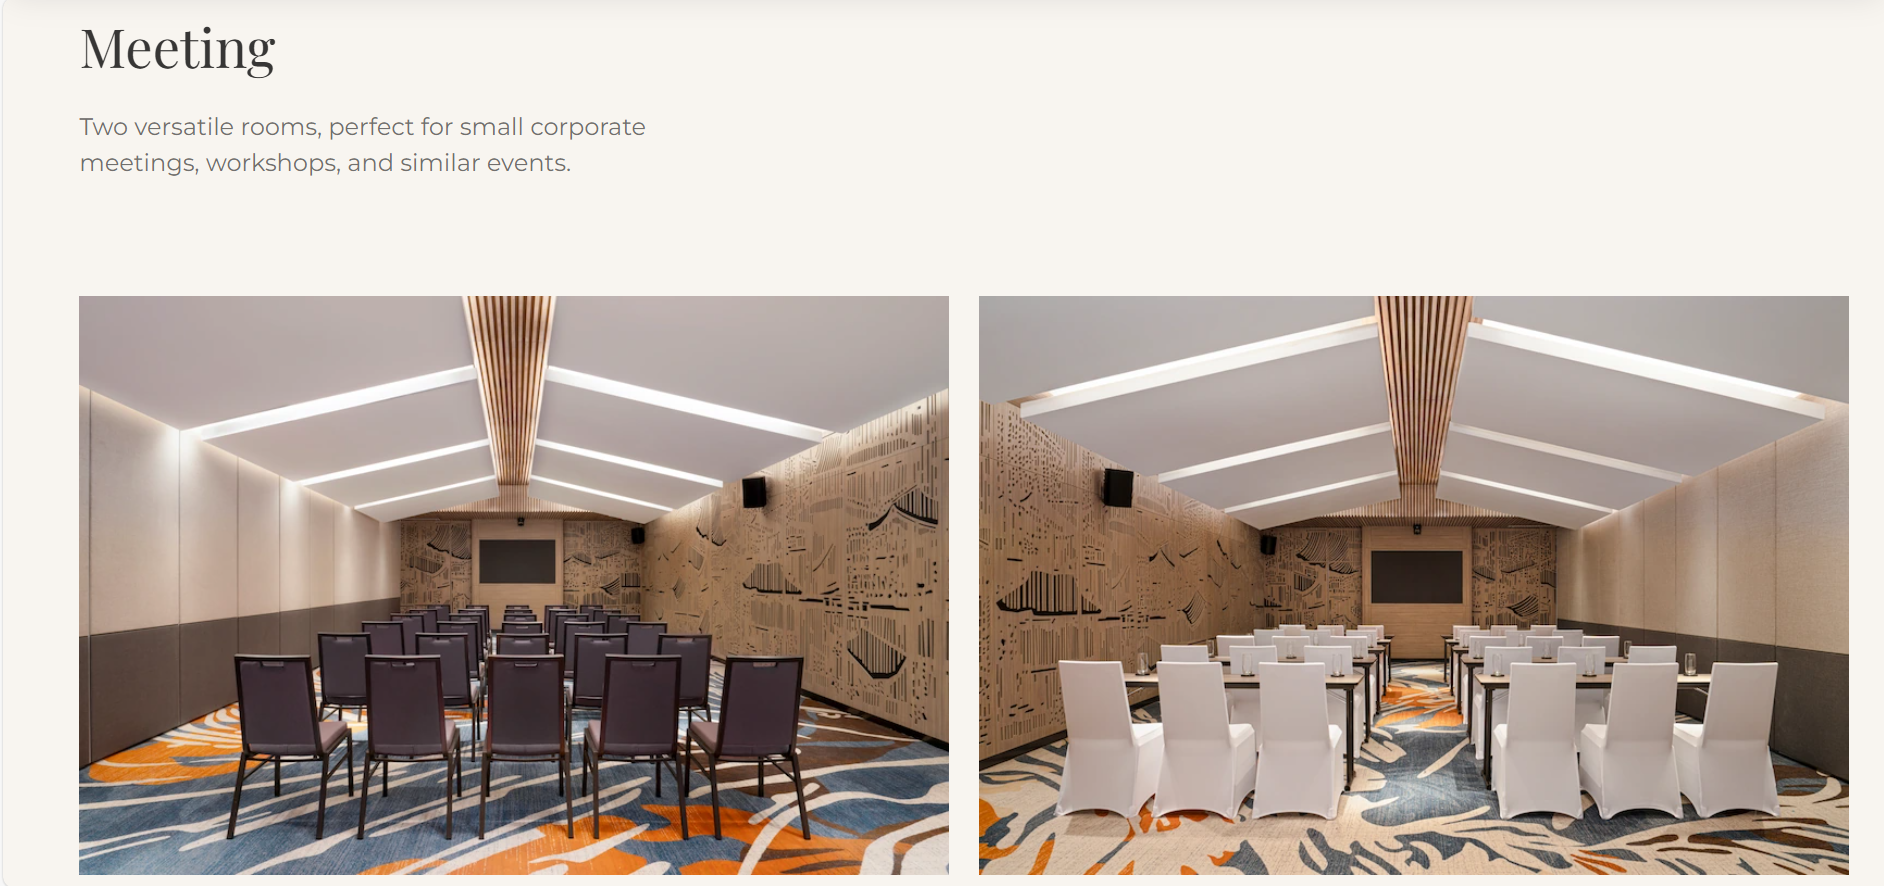 Meeting
Two versatile rooms, perfect for small corporate
meetings, workshops, and similar events.